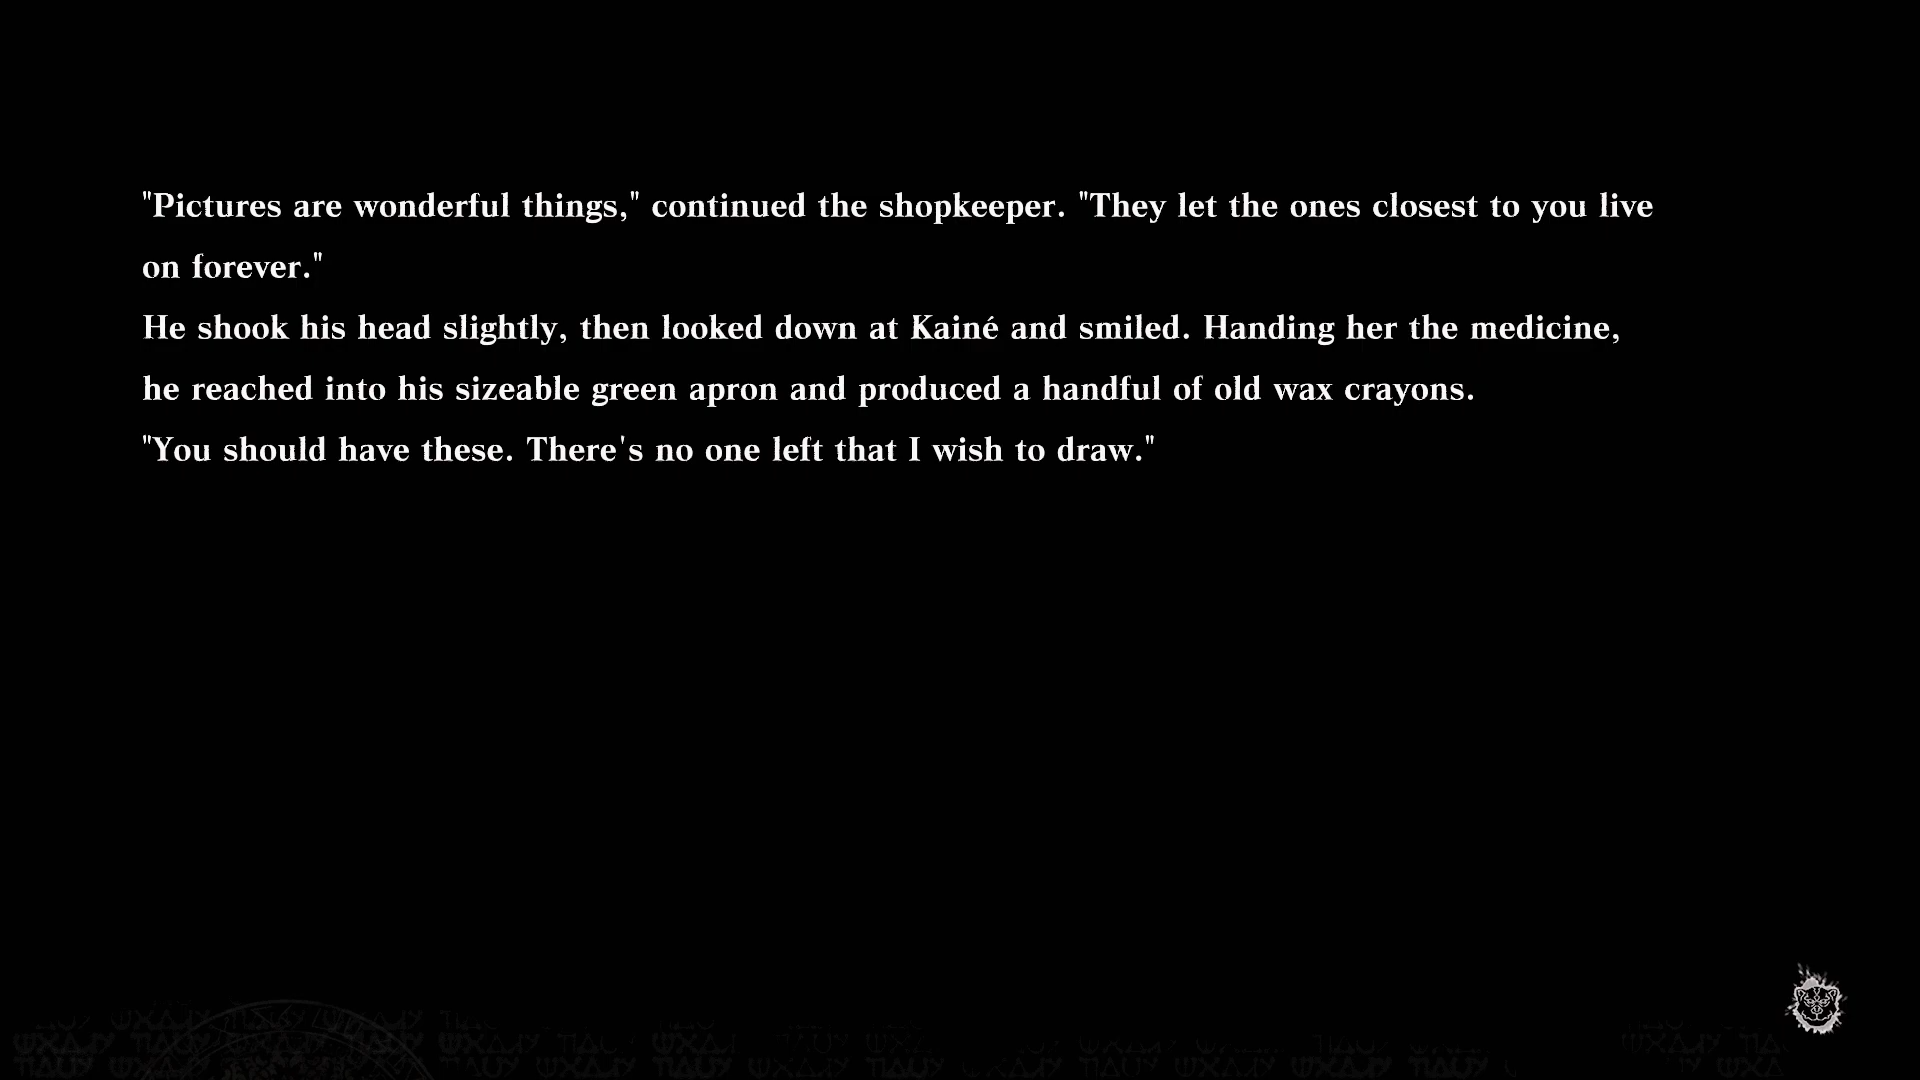 "Pictures are wonderful things," continued the shopkeeper. "They let the ones closest to you live
on forever."
He shook his head slightly, then looked down at Kainé and smiled. Handing her the medicine,
he reached into his sizeable green apron and produced a handful of old wax crayons.
"You should have these. There's no one left that I wish to draw."